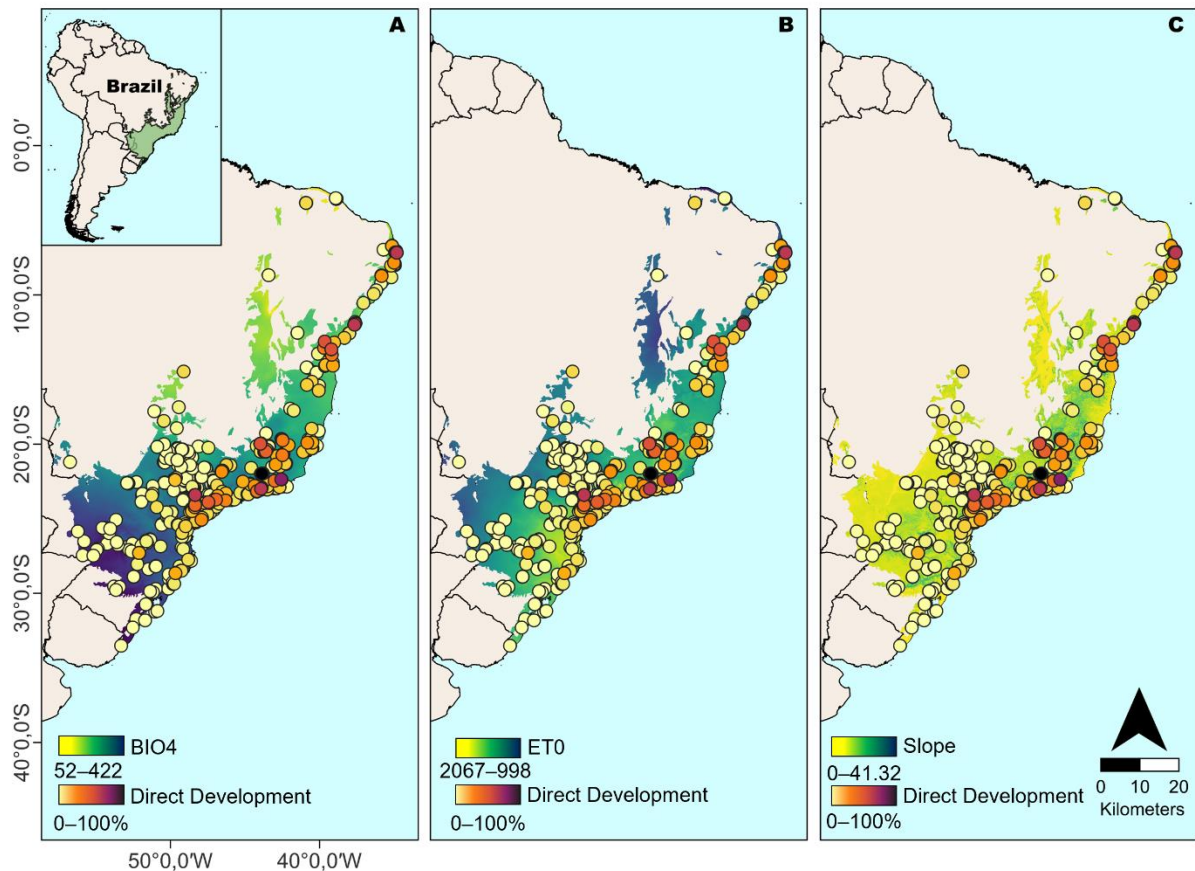 A
B
C
Brazil
0°0,0'
10°0,0'S
20°0,0'S
30°0,0'S
40°0,0'S
BIO4
52–422
Direct Development
0–100%
ET0
2067–998
Direct Development
0–100%
Slope
0–41.32
Direct Development
0–100%
0 10 20
Kilometers
50°0,0'W 40°0,0'W